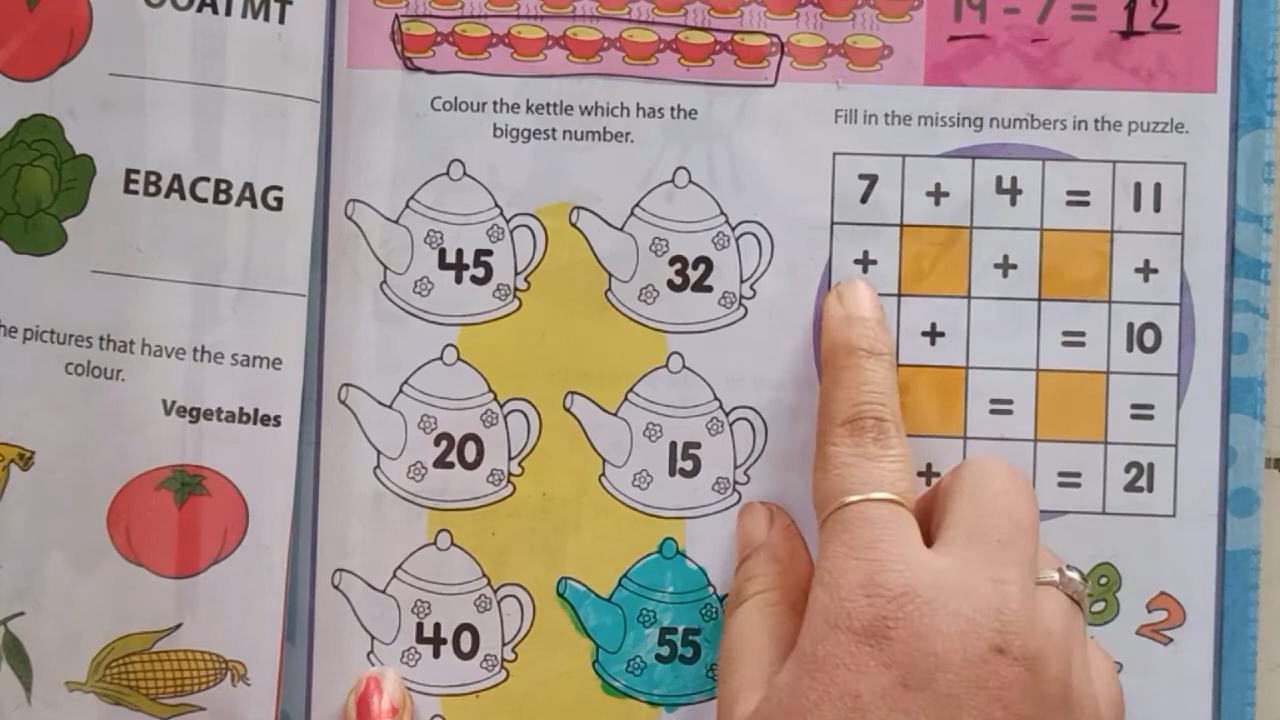 OOATMT
EBACBAG
he pictures that have the same
colour.
Vegetables
19 - 7 = 12
Colour the kettle which has the
biggest number.
45
32
20
15
40
55
Fill in the missing numbers in the puzzle.
7 + 4 = 11
+ + +
+ = 10
= =
+ = 21
8 2